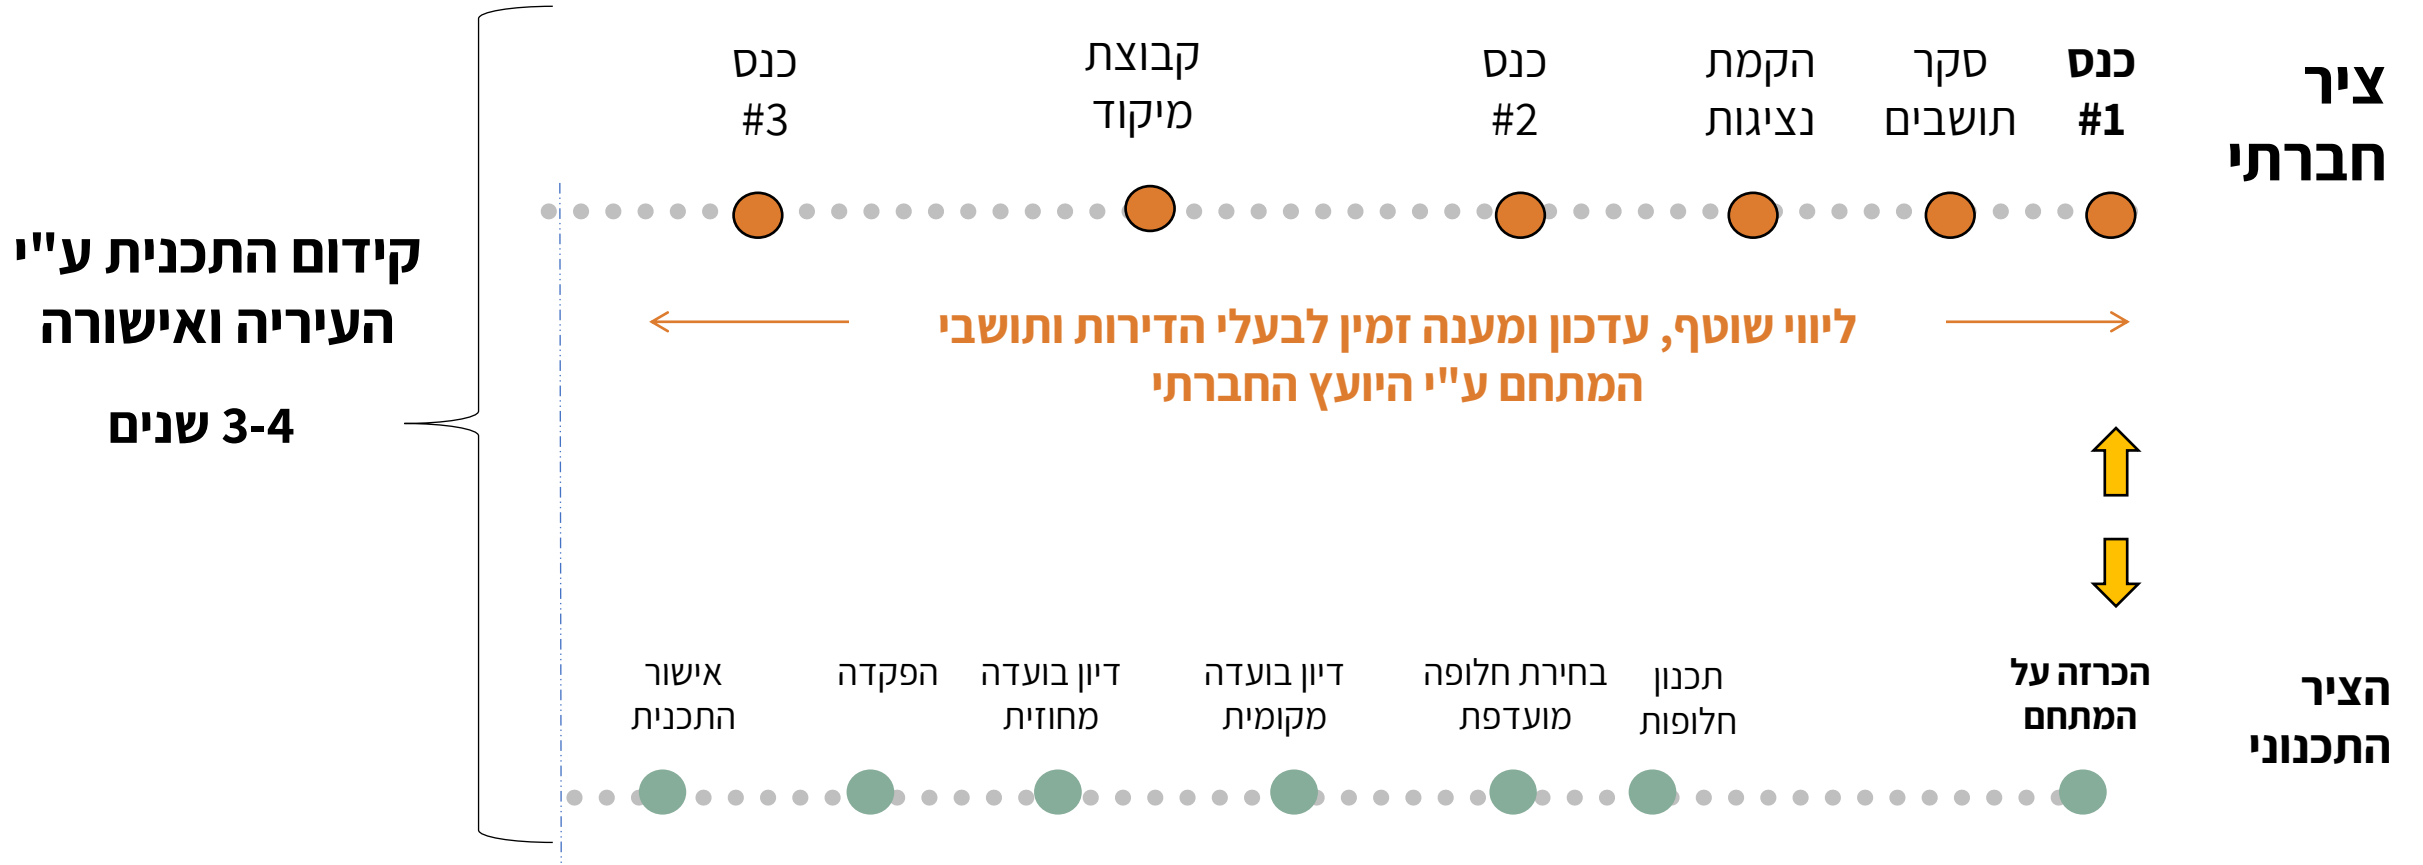 ציר
חברתי
כנס
#1
סקר
תושבים
הקמת
נציגות
כנס
#2
קבוצת
מיקוד
כנס
#3
ליווי שוטף, עדכון ומענה זמין לבעלי הדירות ותושבי
המתחם ע"י היועץ החברתי
הציר
התכנוני
הכרזה על
המתחם
תכנון
חלופות
בחירת חלופה
מועדפת
דיון בועדה
מקומית
דיון בועדה
מחוזית
הפקדה
אישור
התכנית
קידום התכנית ע"י
העיריה ואישורה
3-4 שנים